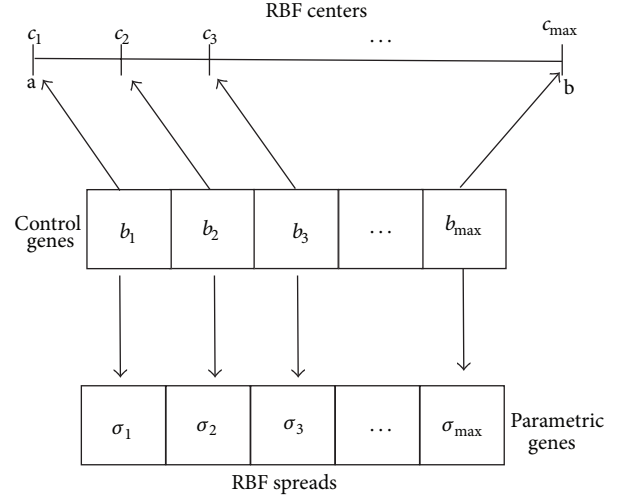 RBF centers
c1 c2 c3 ... cmax
a b
Control
genes
b1 b2 b3 ... bmax
σ1 σ2 σ3 ... σmax
Parametric
genes
RBF spreads